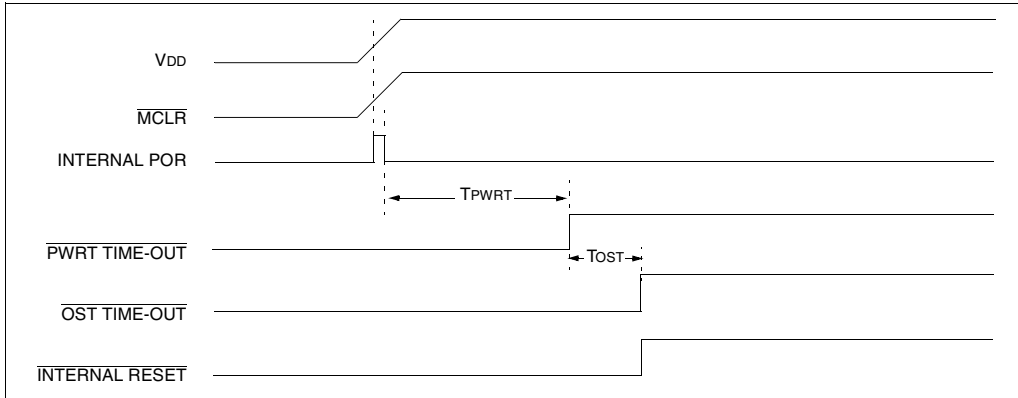 VDD
MCLR
INTERNAL POR
TPWRT
PWRT TIME-OUT
TOST
OST TIME-OUT
INTERNAL RESET